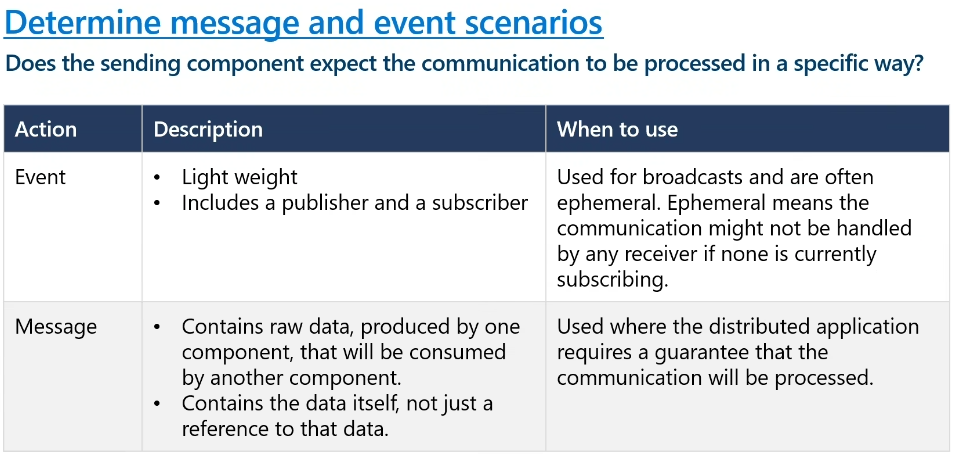 Determine message and event scenarios
Does the sending component expect the communication to be processed in a specific way?
Action
Description
When to use
Event
• Light weight
• Includes a publisher and a subscriber
Used for broadcasts and are often
ephemeral. Ephemeral means the
communication might not be handled
by any receiver if none is currently
subscribing.
Message
• Contains raw data, produced by one
component, that will be consumed
by another component.
• Contains the data itself, not just a
reference to that data.
Used where the distributed application
requires a guarantee that the
communication will be processed.